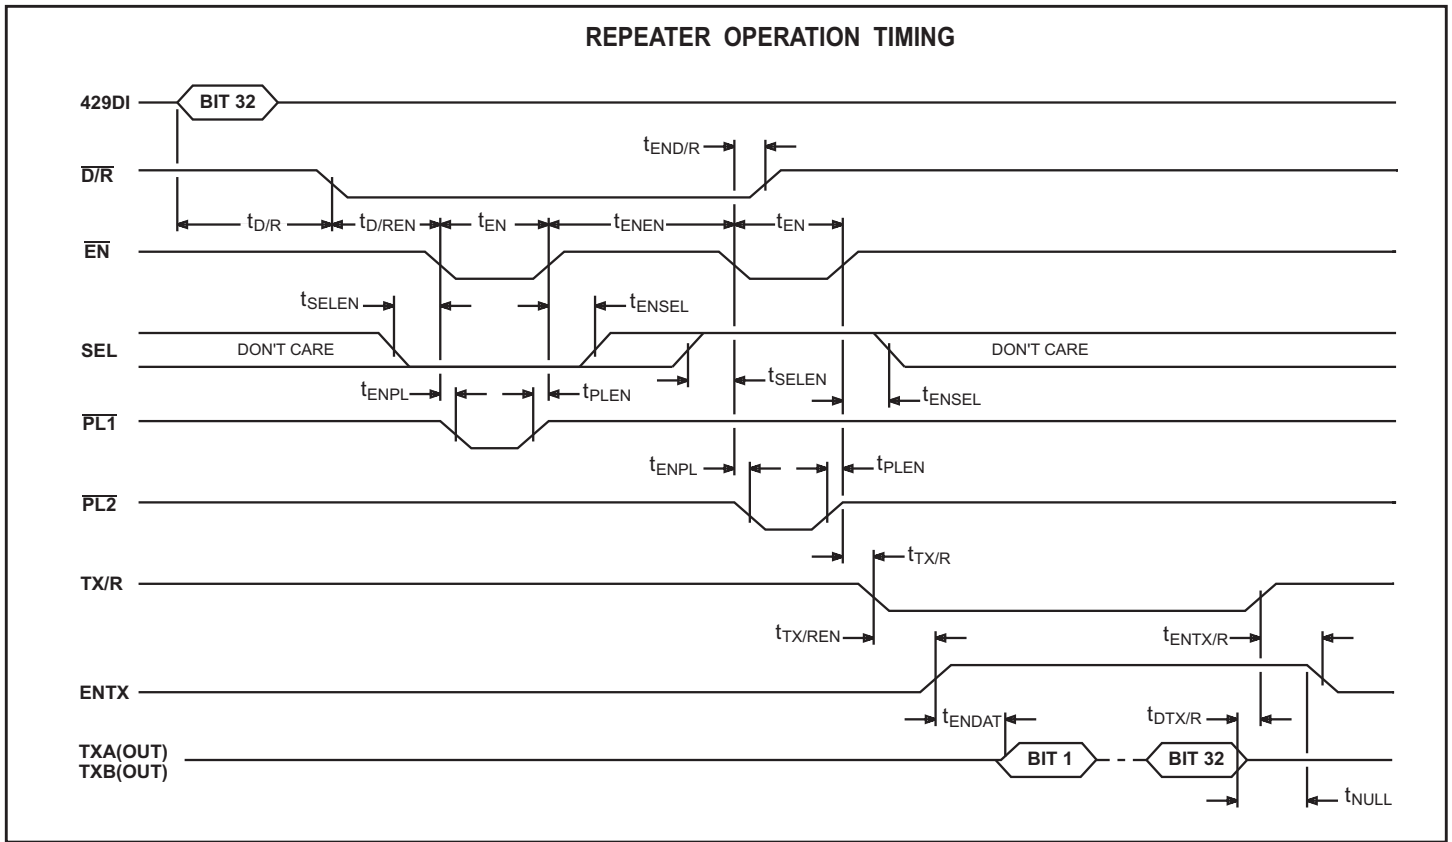 REPEATER OPERATION TIMING
429DI
BIT 32
tEND/R
D/R
tD/R
tD/REN
tEN
tENEN
tEN
EN
tSELEN
tENSEL
SEL
DON'T CARE
DON'T CARE
tSELEN
tENPL
tPLEN
tENSEL
PL1
tENPL
tPLEN
PL2
tTX/R
TX/R
tTX/REN
tENTX/R
ENTX
tENDAT
tDTX/R
TXA(OUT)
TXB(OUT)
BIT 1
BIT 32
tNULL